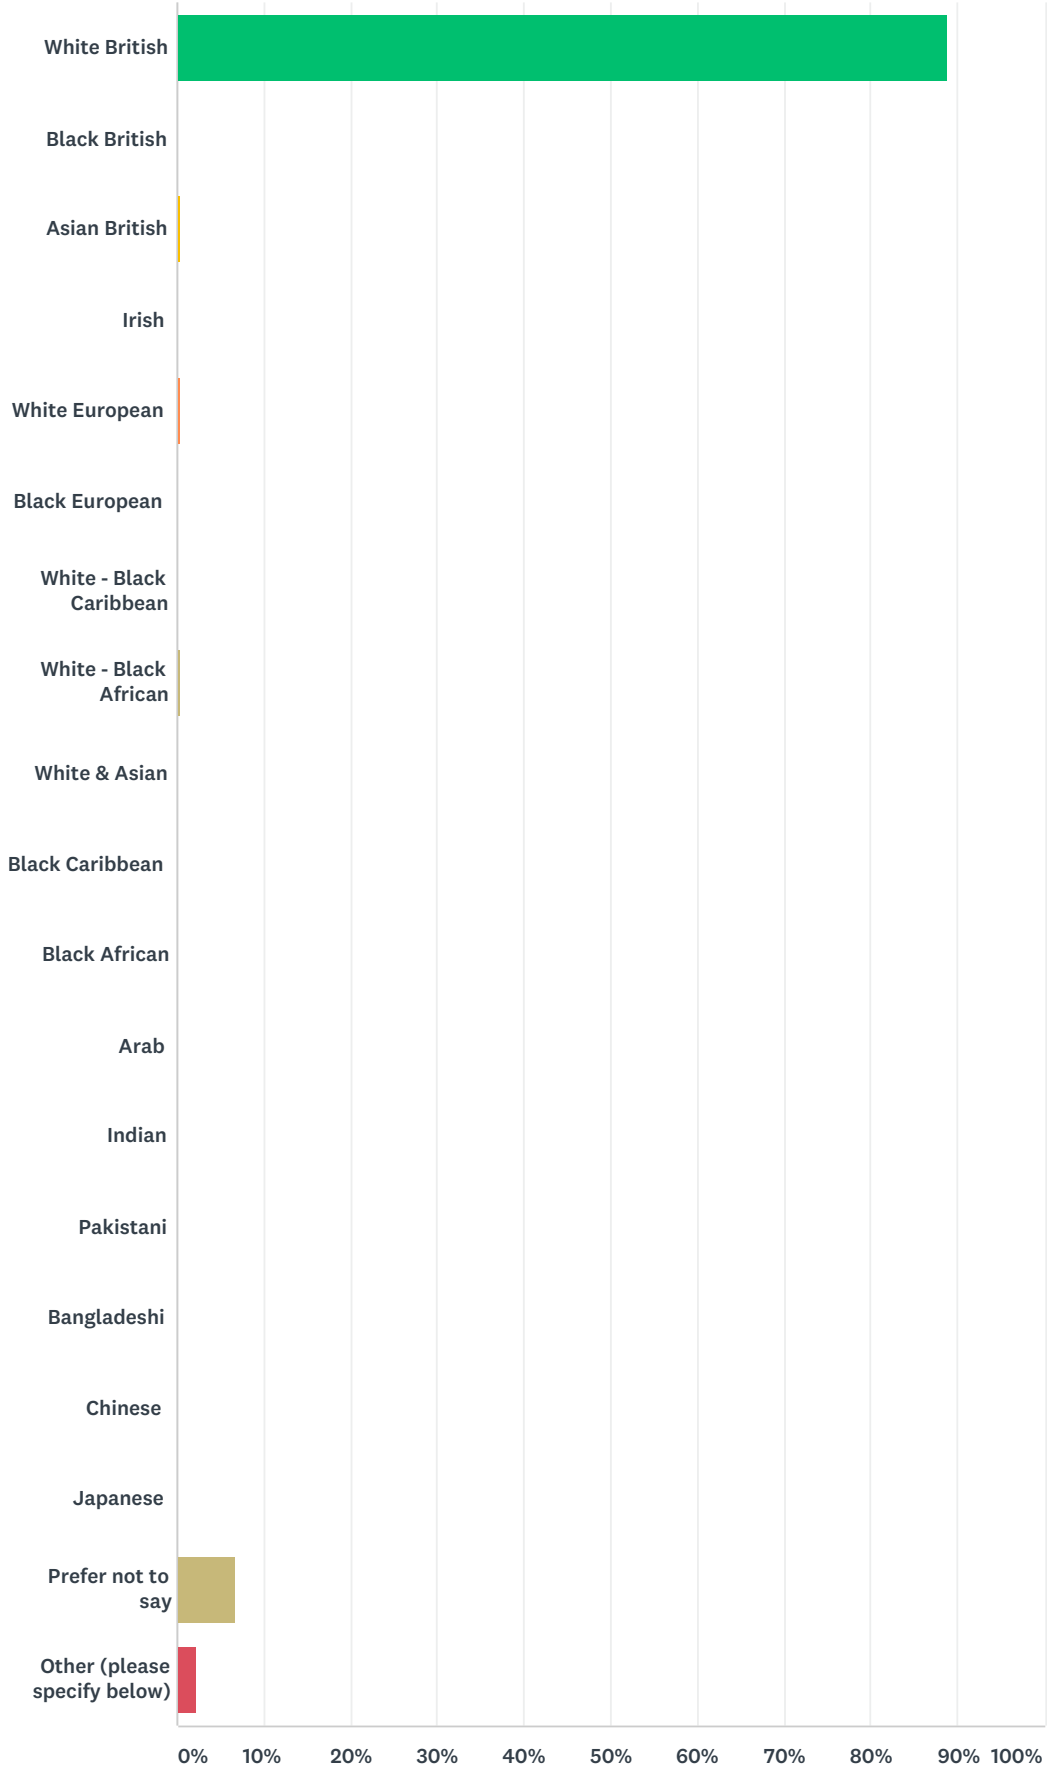 White British
Black British
Asian British
Irish
White European
Black European
White - Black
Caribbean
White - Black
African
White & Asian
Black Caribbean
Black African
Arab
Indian
Pakistani
Bangladeshi
Chinese
Japanese
Prefer not to
say
Other (please
specify below)
0% 10% 20% 30% 40% 50% 60% 70% 80% 90% 100%